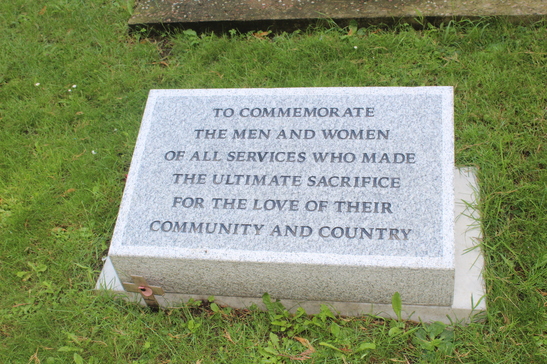 TO COMMEMORATE
THE MEN AND WOMEN
OF ALL SERVICES WHO MADE
THE ULTIMATE SACRIFICE
FOR THE LOVE OF THEIR
COMMUNITY AND COUNTRY